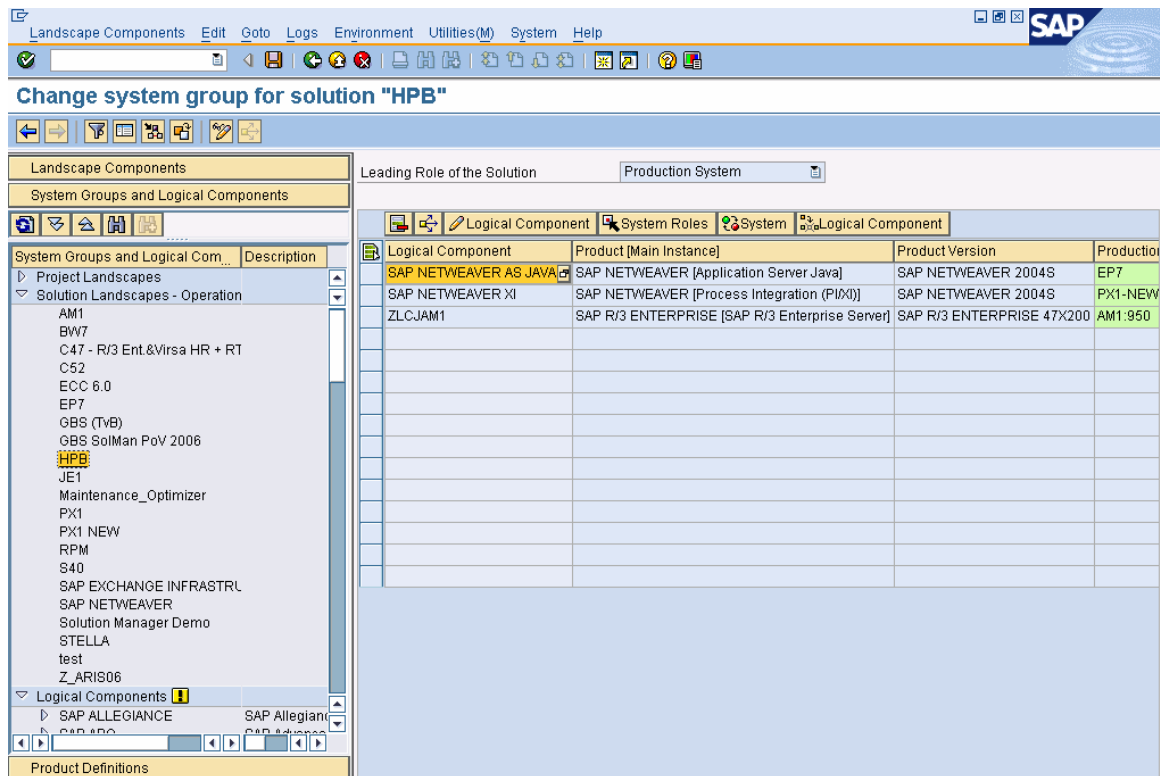 Landscape Components Edit Goto Logs Environment Utilities(M) System Help
SAP
Change system group for solution "HPB"
Landscape Components
System Groups and Logical Components
Leading Role of the Solution Production System
Logical Component System Roles System Logical Component
System Groups and Logical Com... Description
Logical Component Product [Main Instance] Product Version Production
Project Landscapes
SAP NETWEAVER AS JAVA SAP NETWEAVER [Application Server Java] SAP NETWEAVER 2004S EP7
Solution Landscapes - Operation
SAP NETWEAVER XI SAP NETWEAVER [Process Integration (PI/XI)] SAP NETWEAVER 2004S PX1-NEW
AM1
ZLCJAM1 SAP R/3 ENTERPRISE [SAP R/3 Enterprise Server] SAP R/3 ENTERPRISE 47X200 AM1:950
BW7
C47 - R/3 Ent.&Virsa HR + RT
C52
ECC 6.0
EP7
GBS (TvB)
GBS SolMan PoV 2006
HPB
JE1
Maintenance_Optimizer
PX1
PX1 NEW
RPM
S40
SAP EXCHANGE INFRASTRU
SAP NETWEAVER
Solution Manager Demo
STELLA
test
Z_ARIS06
Logical Components
SAP ALLEGIANCE SAP Allegianc
Product Definitions